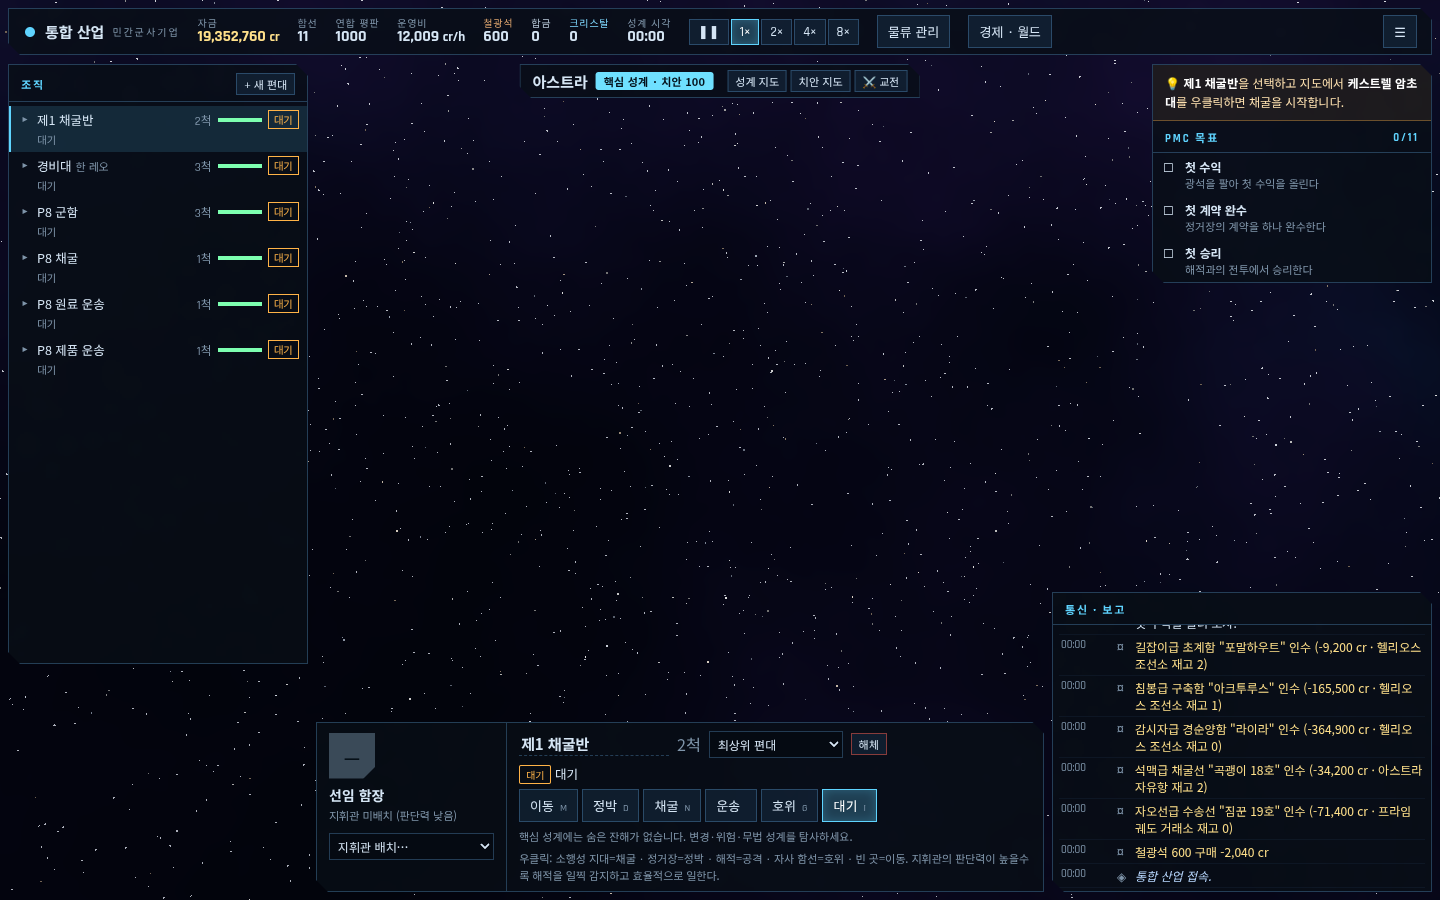 통합 산업 민간군사기업
자금 19,352,760 cr
함선 11
연합 평판 1000
운영비 12,009 cr/h
철광석 600
합금 0
크리스탈 0
성계 시각 00:00
❚❚ 1× 2× 4× 8×
물류 관리
경제 · 월드
☰
조직
+ 새 편대
▸ 제1 채굴반 2척 대기
대기
▸ 경비대 한 레오 3척 대기
대기
▸ P8 군함 3척 대기
대기
▸ P8 채굴 1척 대기
대기
▸ P8 원료 운송 1척 대기
대기
▸ P8 제품 운송 1척 대기
대기
아스트라 핵심 성계 · 치안 100 성계 지도 치안 지도 ⚔️ 교전
💡 제1 채굴반을 선택하고 지도에서 케스트렐 암초
대를 우클릭하면 채굴을 시작합니다.
PMC 목표 0/11
☐ 첫 수익
광석을 팔아 첫 수익을 올린다
☐ 첫 계약 완수
정거장의 계약을 하나 완수한다
☐ 첫 승리
해적과의 전투에서 승리한다
통신 · 보고
00:00 ¤ 길잡이급 초계함 "포말하우트" 인수 (-9,200 cr · 헬리오스
조선소 재고 2)
00:00 ¤ 침봉급 구축함 "아크투루스" 인수 (-165,500 cr · 헬리오
스 조선소 재고 1)
00:00 ¤ 감시자급 경순양함 "라이라" 인수 (-364,900 cr · 헬리오
스 조선소 재고 0)
00:00 ¤ 석맥급 채굴선 "곡괭이 18호" 인수 (-34,200 cr · 아스트라
자유항 재고 2)
00:00 ¤ 자오선급 수송선 "짐꾼 19호" 인수 (-71,400 cr · 프라임
궤도 거래소 재고 0)
00:00 ¤ 철광석 600 구매 -2,040 cr
00:00 ◈ 통합 산업 접속.
—
선임 함장
지휘관 미배치 (판단력 낮음)
지휘관 배치…
제1 채굴반 2척 최상위 편대 해체
대기 대기
이동 M 정박 D 채굴 N 운송 호위 G 대기 I
핵심 성계에는 숨은 잔해가 없습니다. 변경·위험·무법 성계를 탐사하세요.
우클릭: 소행성 지대=채굴 · 정거장=정박 · 해적=공격 · 자사 함선=호위 · 빈 곳=이동. 지휘관의 판단력이 높을수
록 해적을 일찍 감지하고 효율적으로 일한다.